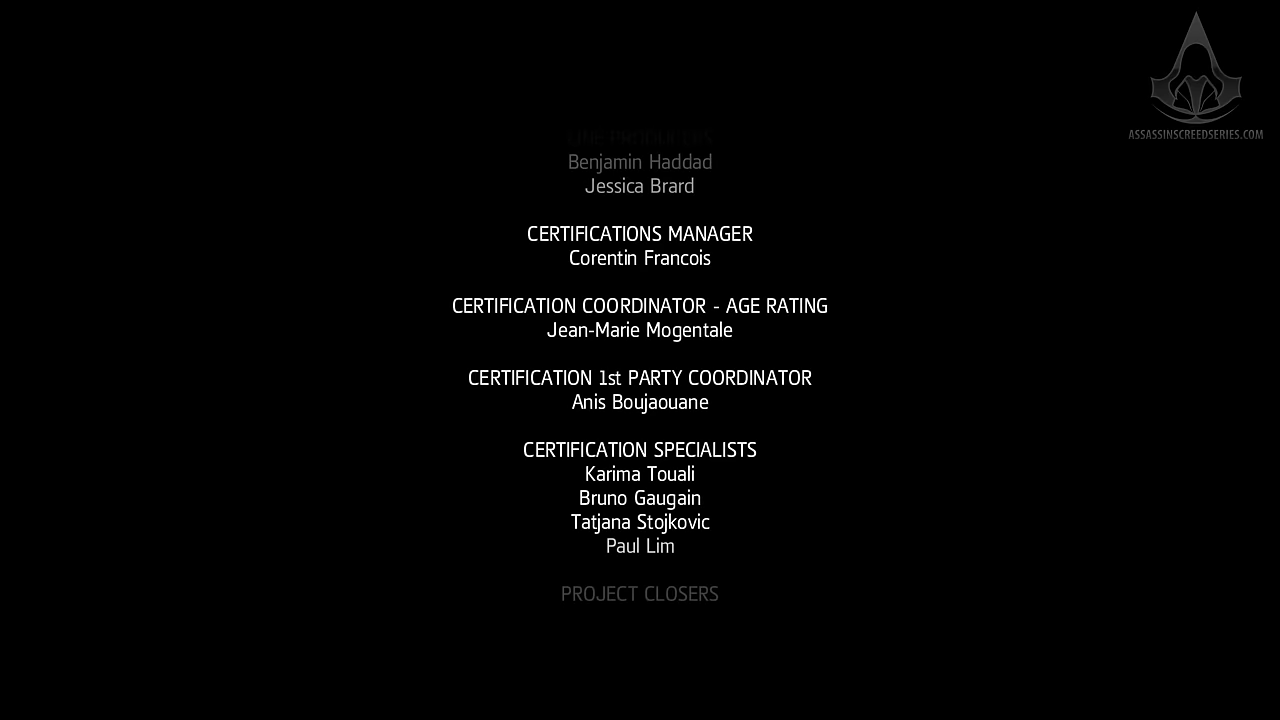 Benjamin Haddad
Jessica Brard
CERTIFICATIONS MANAGER
Corentin Francois
CERTIFICATION COORDINATOR - AGE RATING
Jean-Marie Mogentale
CERTIFICATION 1st PARTY COORDINATOR
Anis Boujaouane
CERTIFICATION SPECIALISTS
Karima Touali
Bruno Gaugain
Tatjana Stojkovic
Paul Lim
PROJECT CLOSERS
ASSASSINSCREEDSERIES.COM